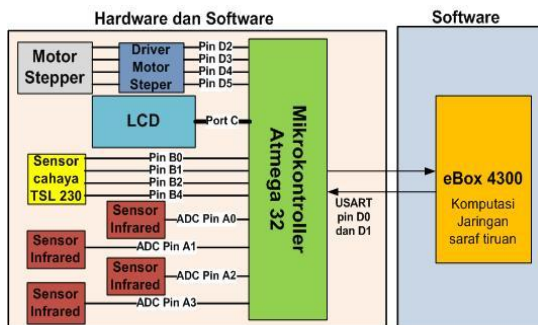 Hardware dan Software
Software
Motor
Stepper
Driver
Motor
Steper
Pin D2
Pin D3
Pin D4
Pin D5
LCD
Port C
Sensor
cahaya
TSL 230
Pin B0
Pin B1
Pin B2
Pin B4
Sensor
Infrared
ADC Pin A0
Sensor
Infrared
ADC Pin A1
Sensor
Infrared
ADC Pin A2
Sensor
Infrared
ADC Pin A3
Mikrokontroller
Atmega 32
USART
pin D0
dan D1
eBox 4300
Komputasi
Jaringan
saraf tiruan